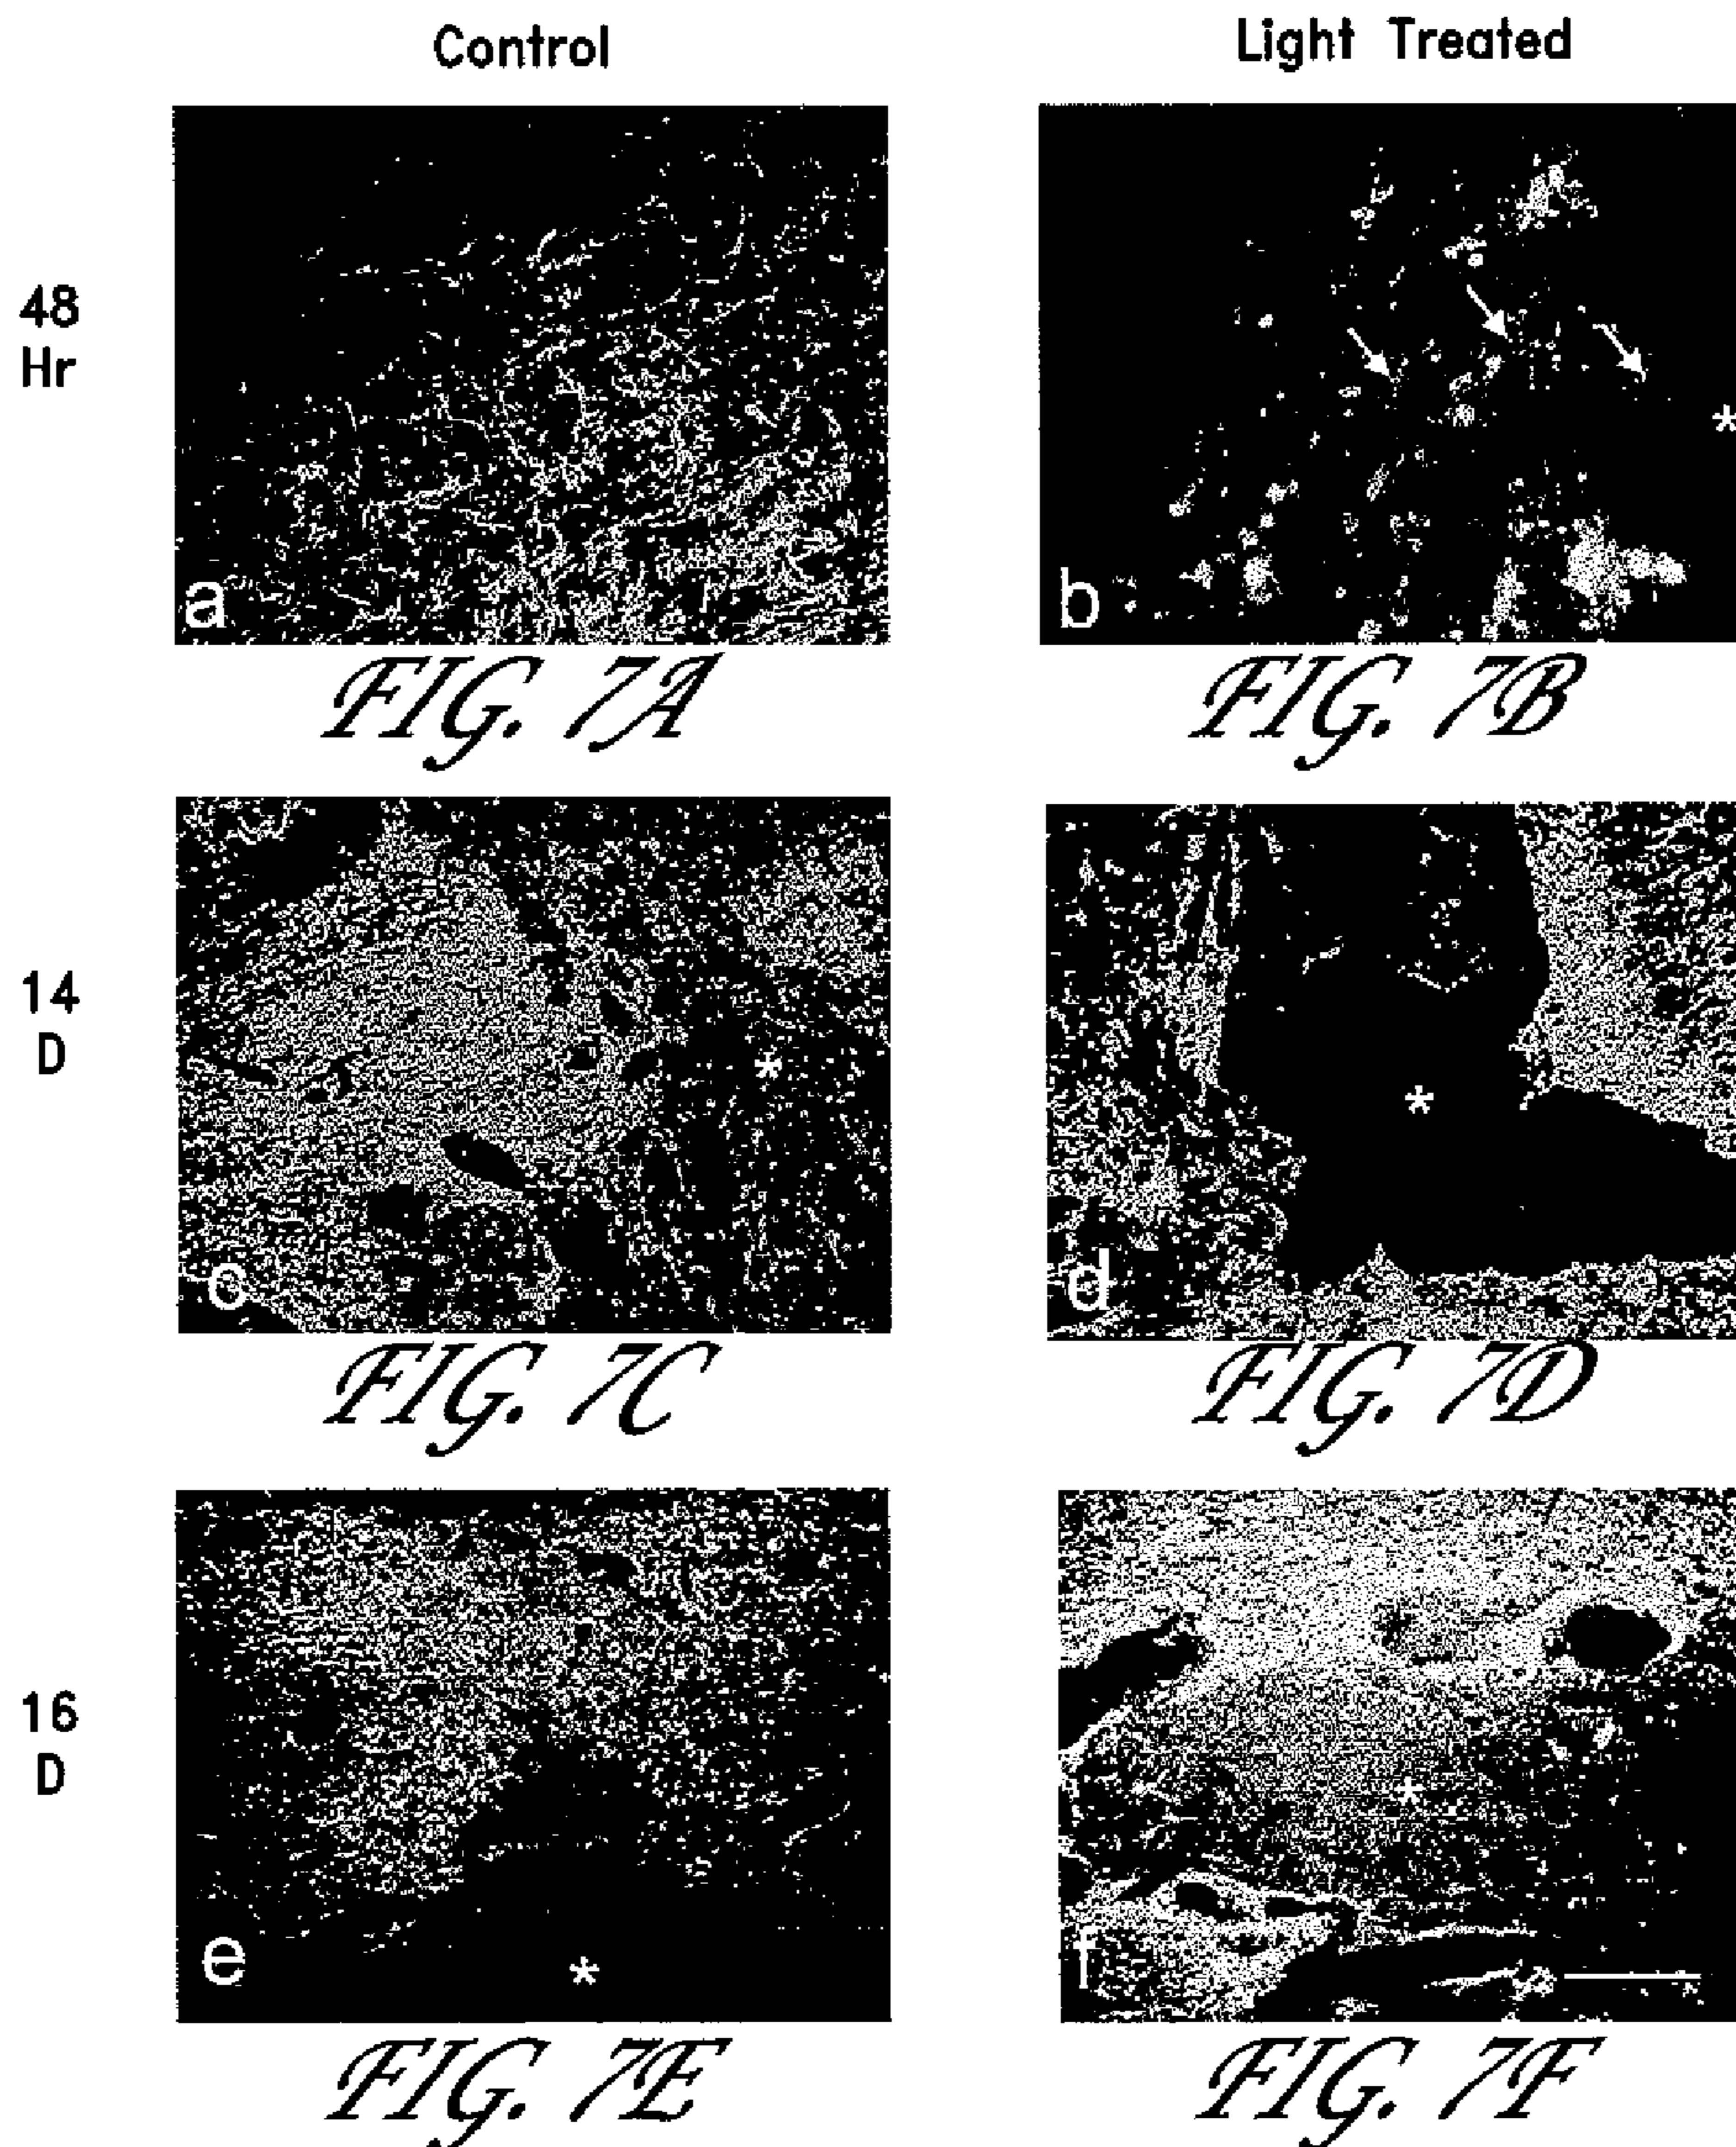 Control
Light Treated
48
Hr
a
b
*
FIG. 7A
FIG. 7B
14
D
*
*
c
d
FIG. 7C
FIG. 7D
16
D
*
e
*
f
FIG. 7E
FIG. 7F